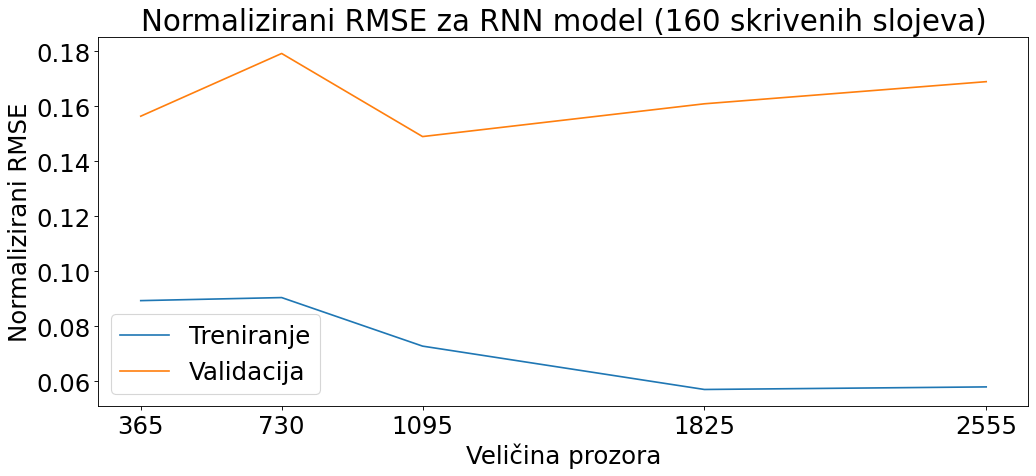 Normalizirani RMSE za RNN model (160 skrivenih slojeva)
Normalizirani RMSE
0.18
0.16
0.14
0.12
0.10
0.08
0.06
Treniranje
Validacija
365 730 1095 1825 2555
Veličina prozora